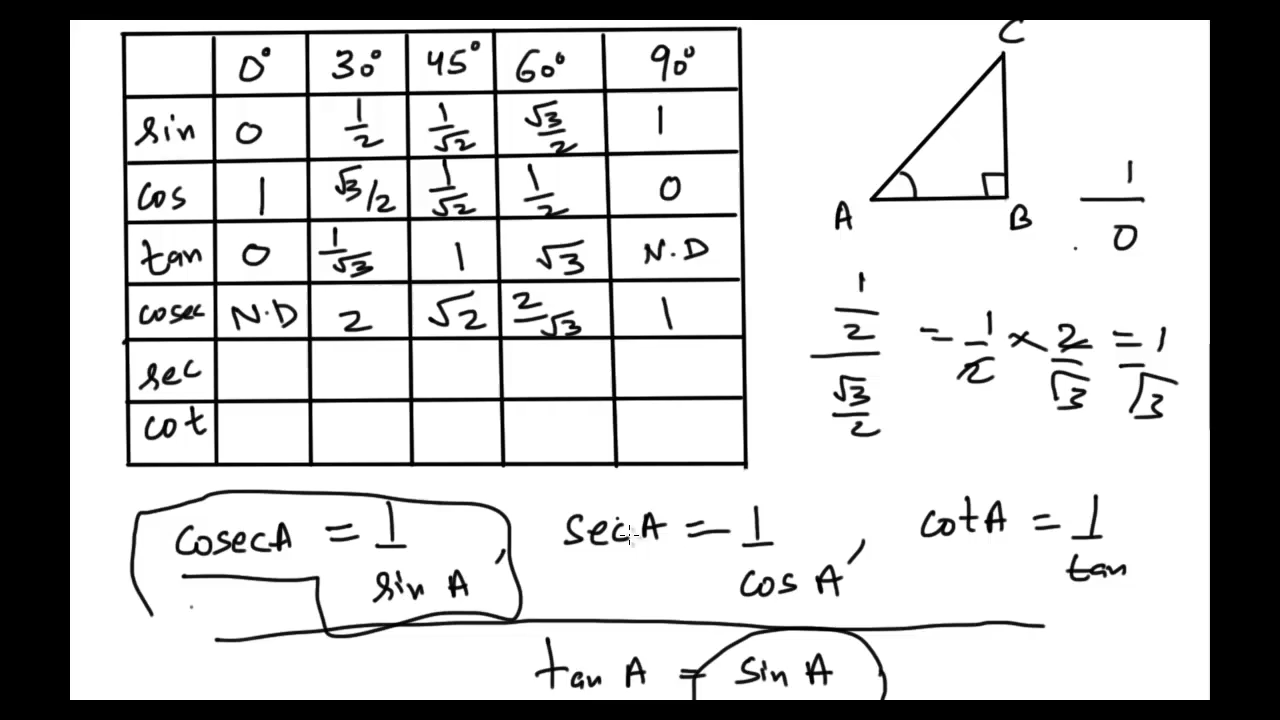 0° 30° 45° 60° 90°
sin 0 1/2 1/√2 √3/2 1
cos 1 √3/2 1/√2 1/2 0
tan 0 1/√3 1 √3 N.D
cosec N.D 2 √2 2/√3 1
sec
cot
C
A B
1/0
1/2 / √3/2 = 1/2 × 2/√3 = 1/√3
cosecA = 1/sin A, secA = 1/cos A, cotA = 1/tan
tan A = sin A